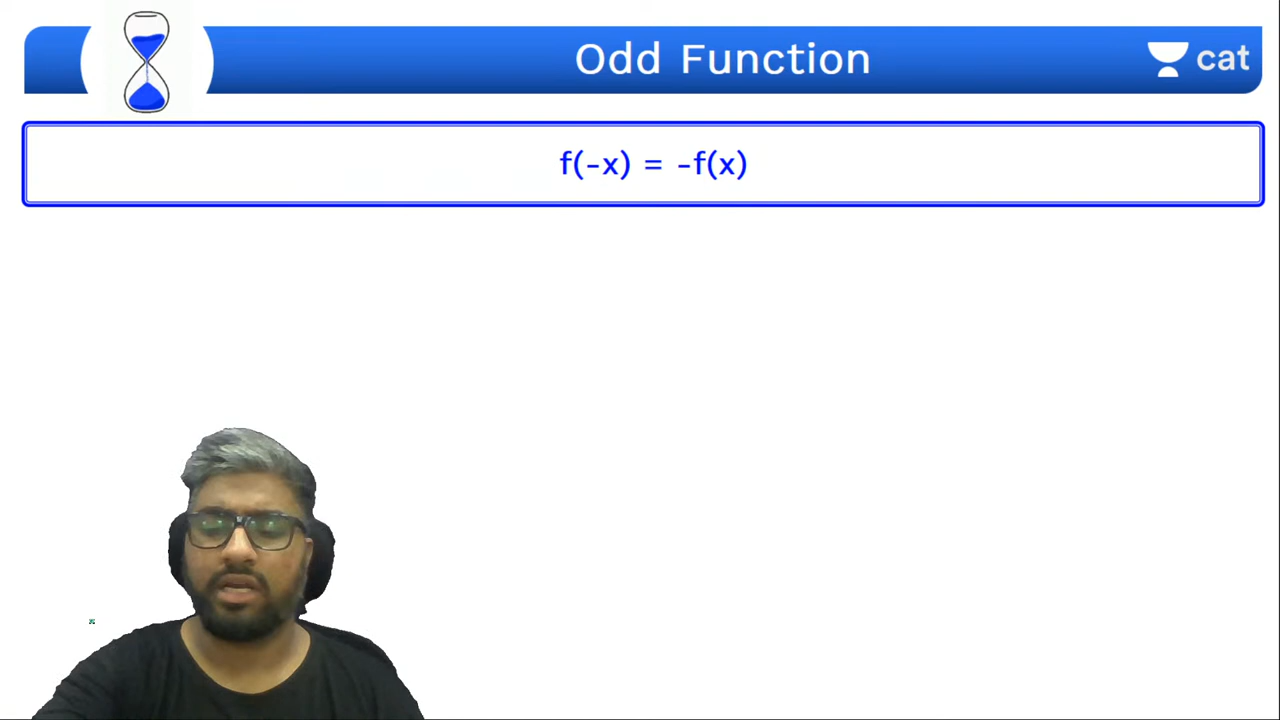 Odd Function
cat
f(-x) = -f(x)